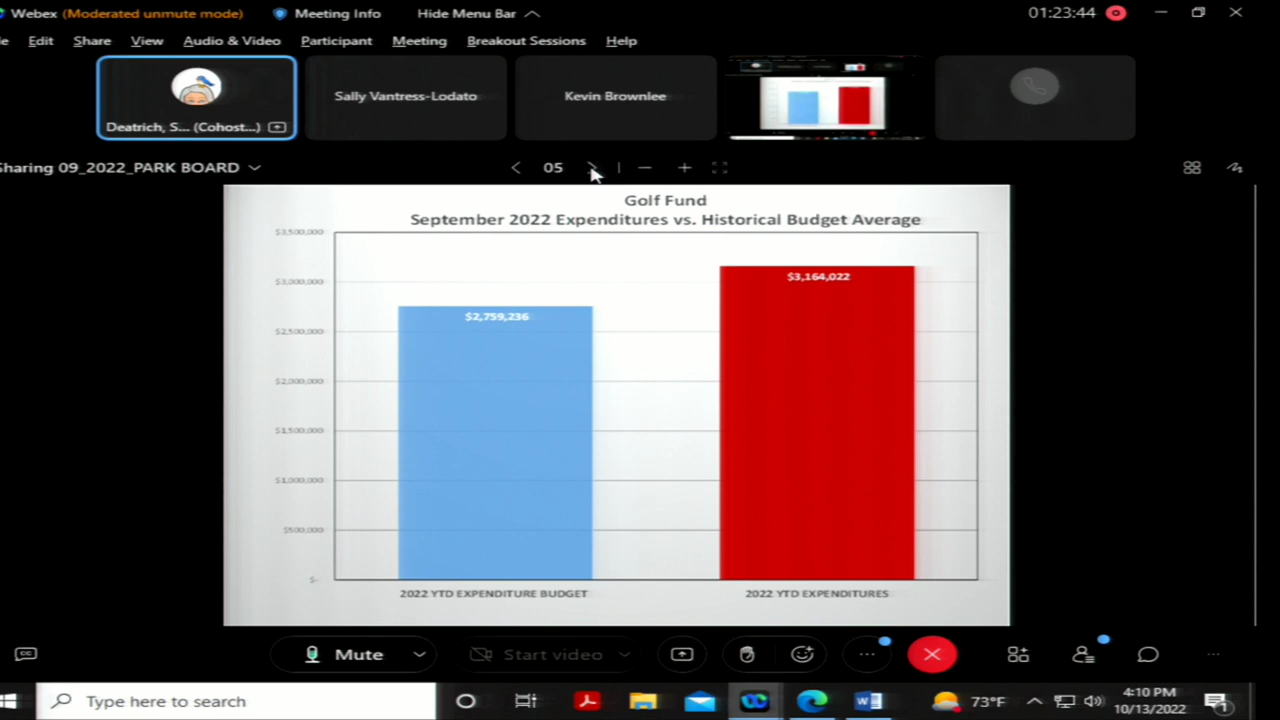 Webex (Moderated unmute mode) Meeting Info Hide Menu Bar 01:23:44
Edit Share View Audio & Video Participant Meeting Breakout Sessions Help
Deatrich, S... (Cohost...)
Sally Vantress-Lodato
Kevin Brownlee
Sharing 09_2022_PARK BOARD 05
Golf Fund
September 2022 Expenditures vs. Historical Budget Average
$3,500,000
$3,000,000
$2,500,000
$2,000,000
$1,500,000
$1,000,000
$500,000
$-
$2,759,236
$3,164,022
2022 YTD EXPENDITURE BUDGET
2022 YTD EXPENDITURES
Mute
Start video
Type here to search
73°F
4:10 PM
10/13/2022
1